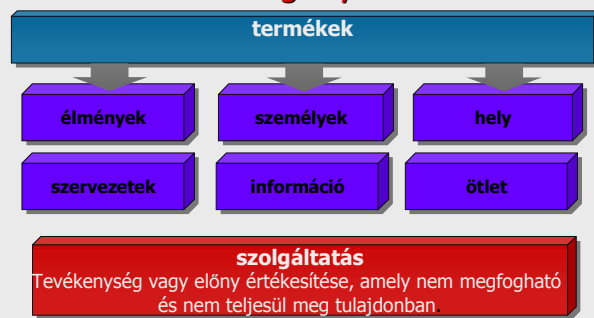 termékek
élmények személyek hely
szervezetek információ ötlet
szolgáltatás
Tevékenység vagy előny értékesítése, amely nem megfogható
és nem teljesül meg tulajdonban.